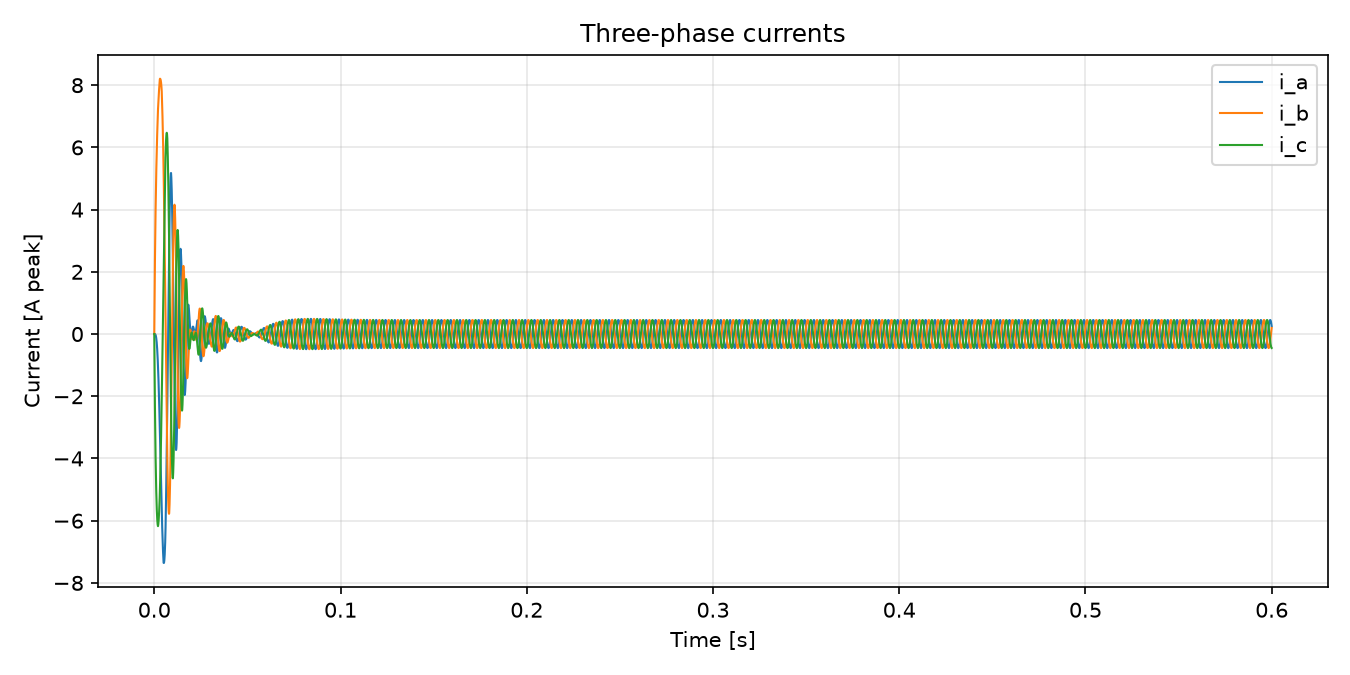 Three-phase currents
Current [A peak]
8
6
4
2
0
−2
−4
−6
−8
i_a
i_b
i_c
0.0 0.1 0.2 0.3 0.4 0.5 0.6
Time [s]